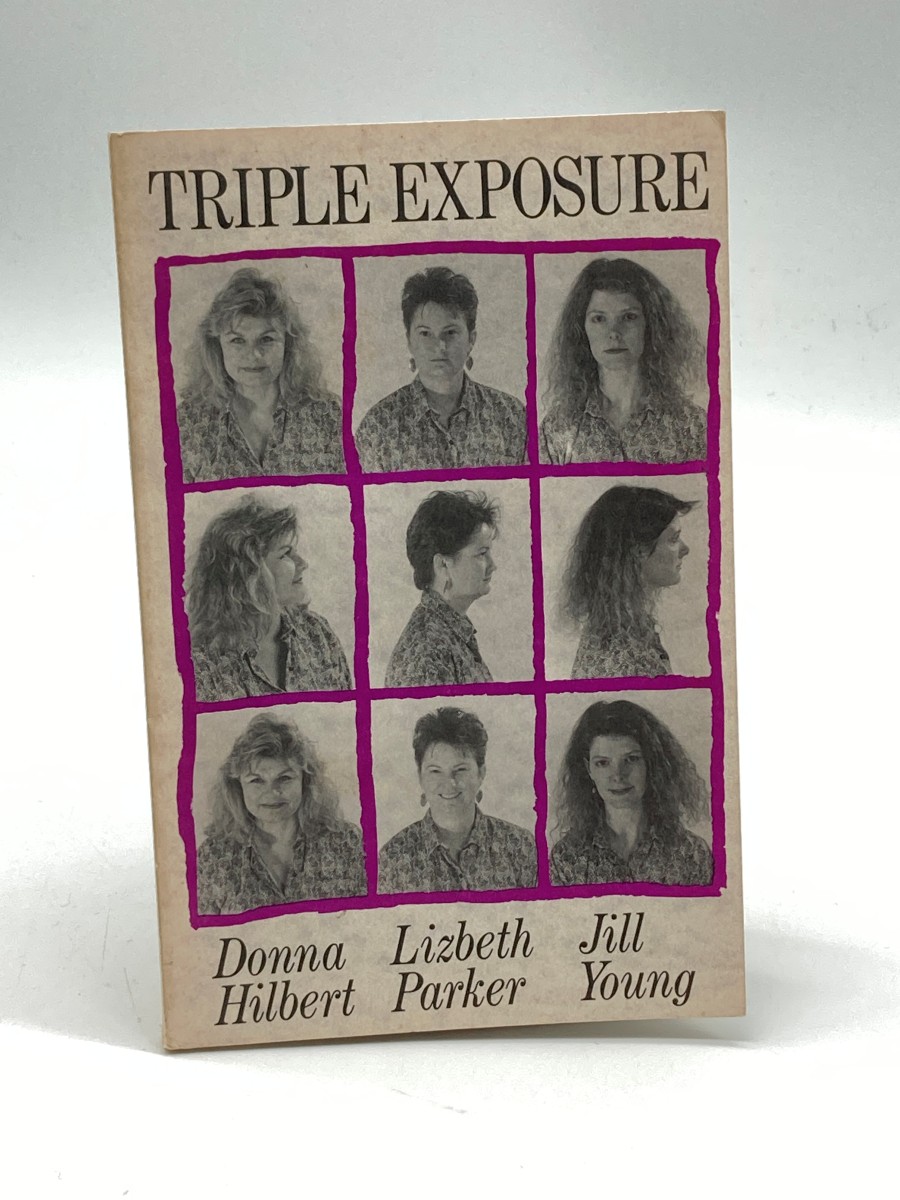 TRIPLE EXPOSURE
Donna Hilbert
Lizbeth Parker
Jill Young